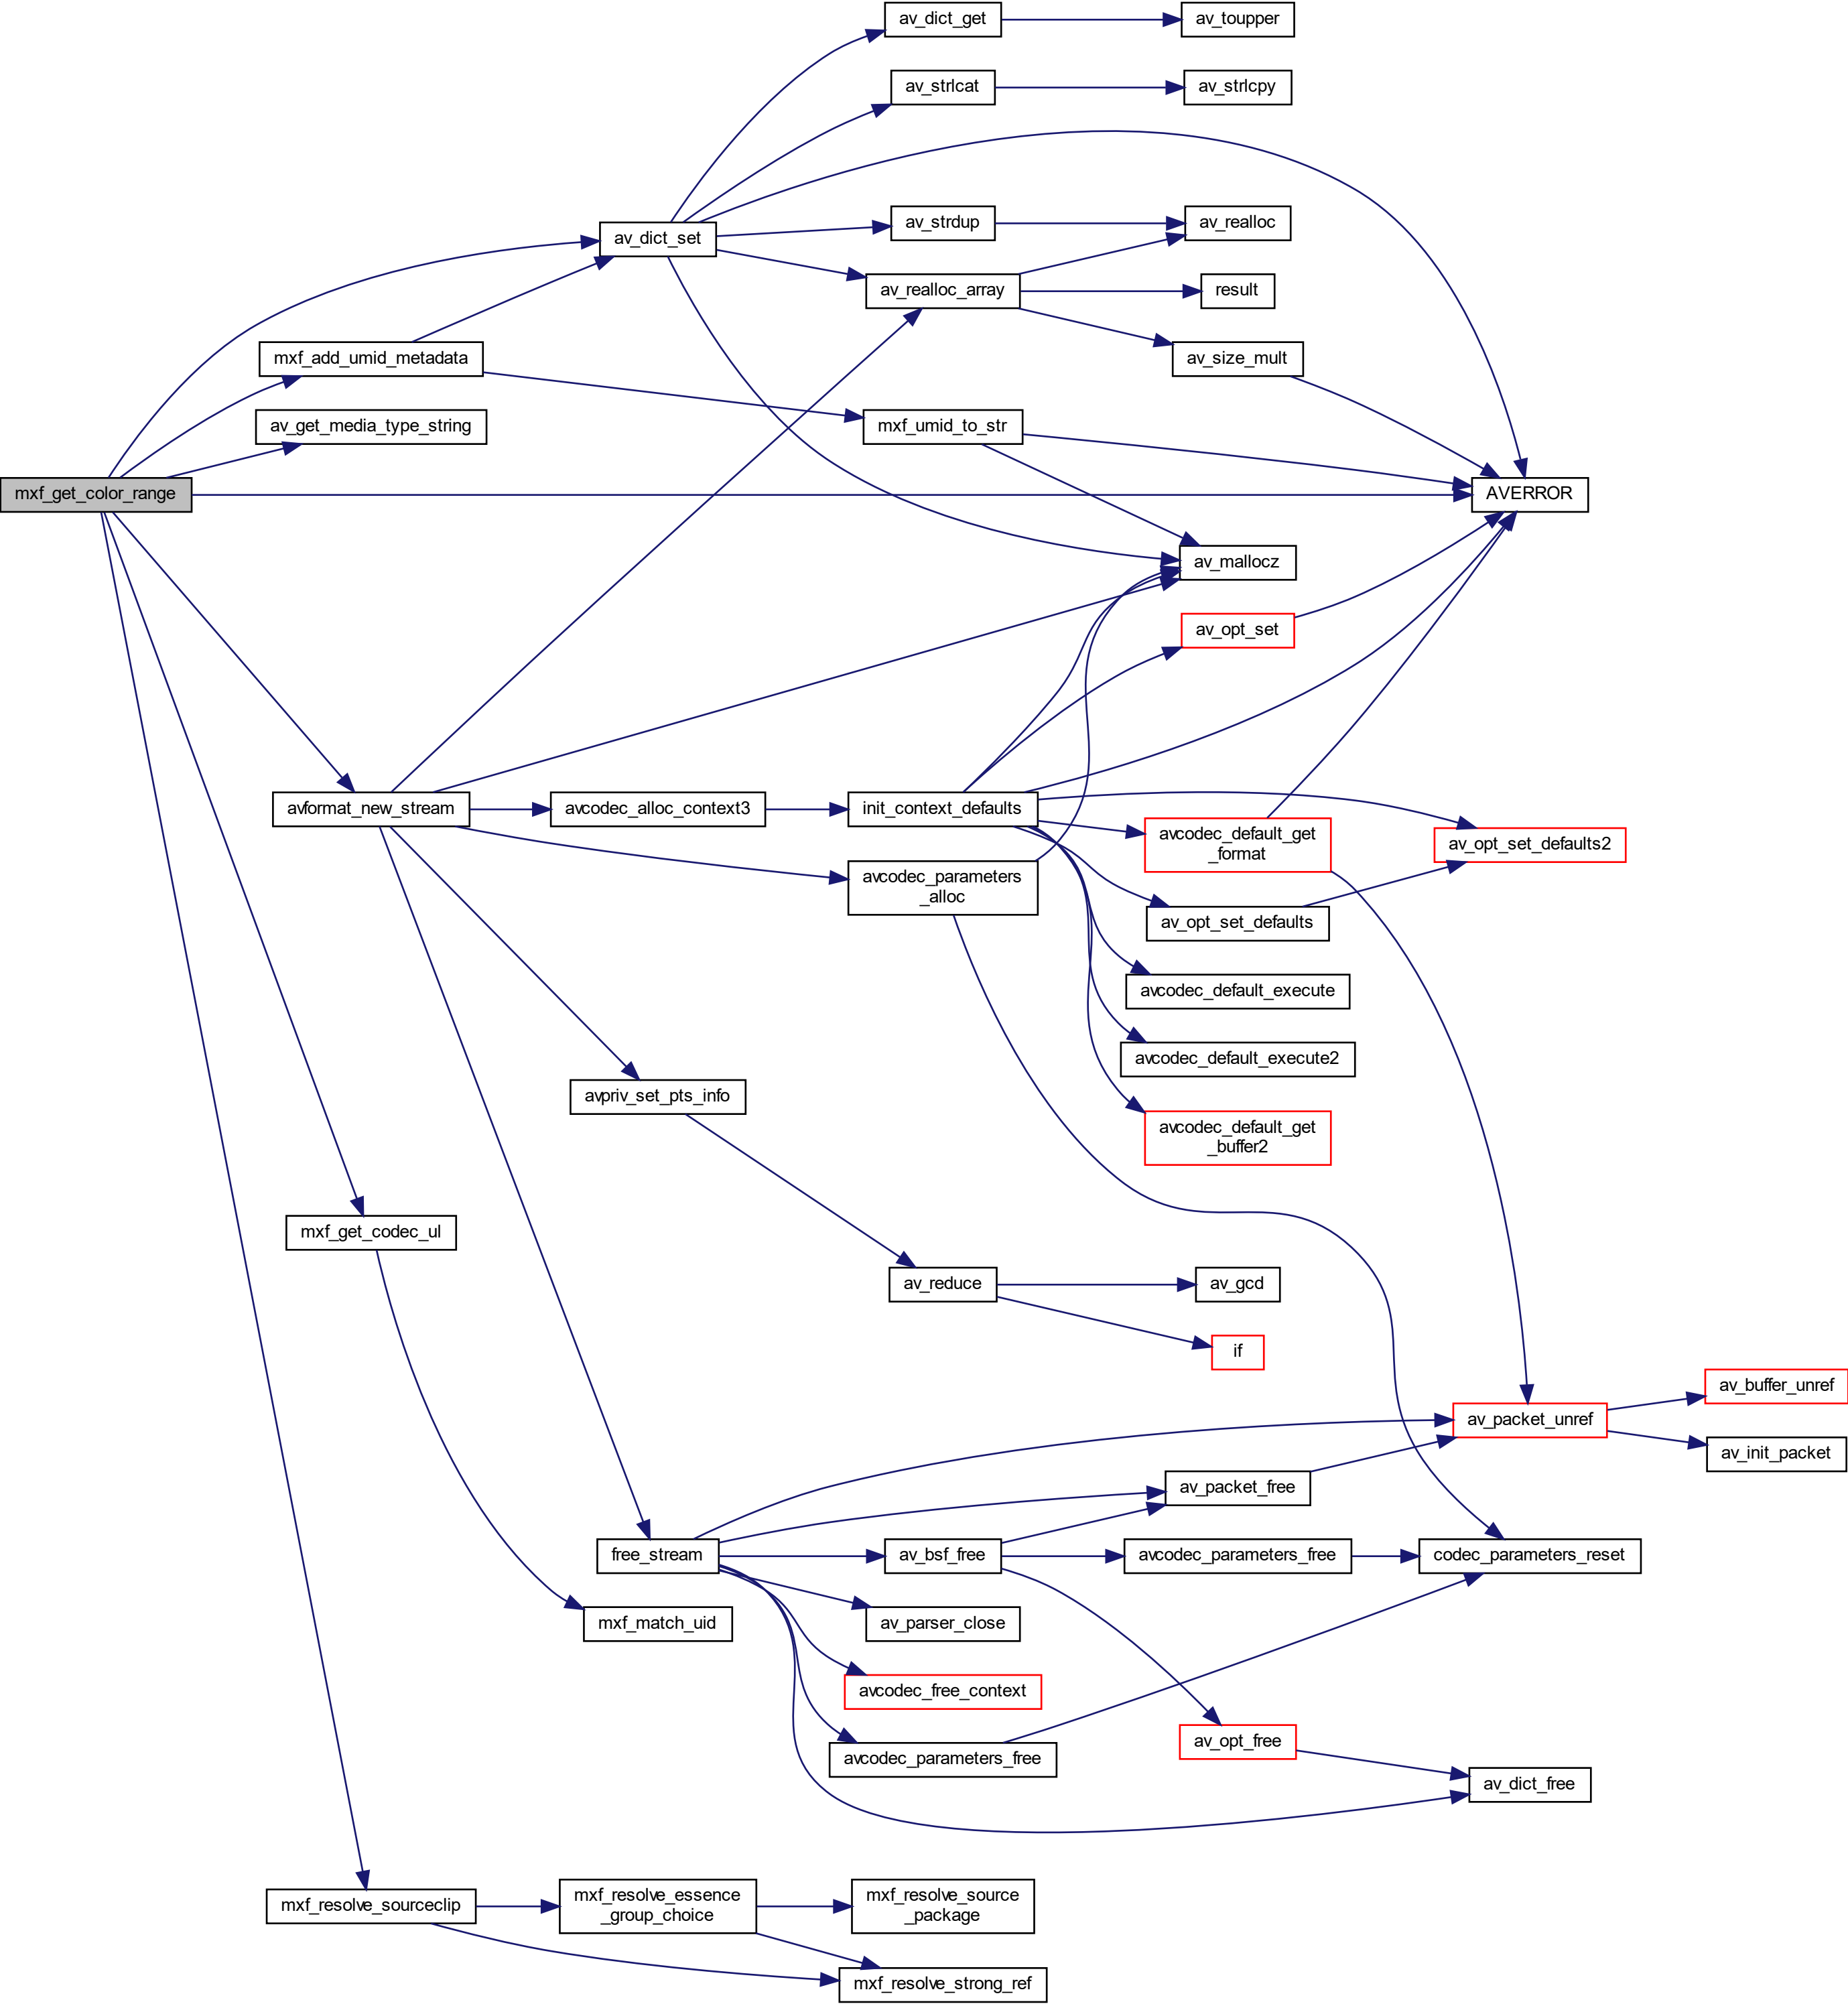 av_dict_get
av_toupper
av_strlcat
av_strlcpy
av_dict_set
av_strdup
av_realloc
av_realloc_array
result
mxf_add_umid_metadata
av_size_mult
av_get_media_type_string
mxf_umid_to_str
mxf_get_color_range
AVERROR
av_mallocz
av_opt_set
avformat_new_stream
avcodec_alloc_context3
init_context_defaults
avcodec_default_get
_format
av_opt_set_defaults2
avcodec_parameters
_alloc
av_opt_set_defaults
avcodec_default_execute
avcodec_default_execute2
avpriv_set_pts_info
avcodec_default_get
_buffer2
mxf_get_codec_ul
av_reduce
av_gcd
if
av_buffer_unref
av_packet_unref
av_init_packet
av_packet_free
free_stream
av_bsf_free
avcodec_parameters_free
codec_parameters_reset
mxf_match_uid
av_parser_close
avcodec_free_context
avcodec_parameters_free
av_opt_free
av_dict_free
mxf_resolve_sourceclip
mxf_resolve_essence
_group_choice
mxf_resolve_source
_package
mxf_resolve_strong_ref